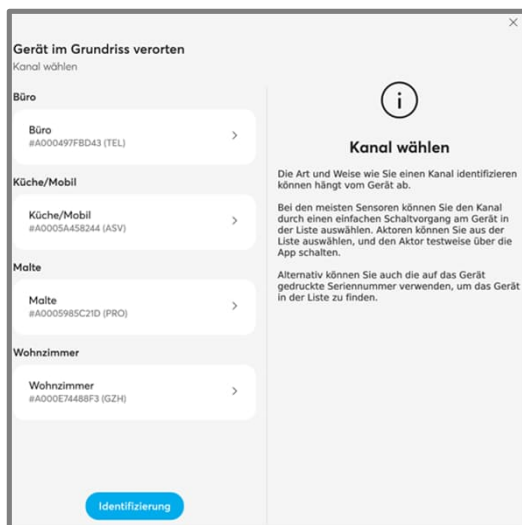 Gerät im Grundriss verorten
Kanal wählen
Büro
Büro
#A000497FBD43 (TEL)
Küche/Mobil
Küche/Mobil
#A0005A458244 (ASV)
Malte
Malte
#A0005985C21D (PRO)
Wohnzimmer
Wohnzimmer
#A000E74488F3 (GZH)
Identifizierung
i
Kanal wählen
Die Art und Weise wie Sie einen Kanal identifizieren
können hängt vom Gerät ab.
Bei den meisten Sensoren können Sie den Kanal
durch einen einfachen Schaltvorgang am Gerät in
der Liste auswählen. Aktoren können Sie aus der
Liste auswählen, und den Aktor testweise über die
App schalten.
Alternativ können Sie auch die auf das Gerät
gedruckte Seriennummer verwenden, um das Gerät
in der Liste zu finden.